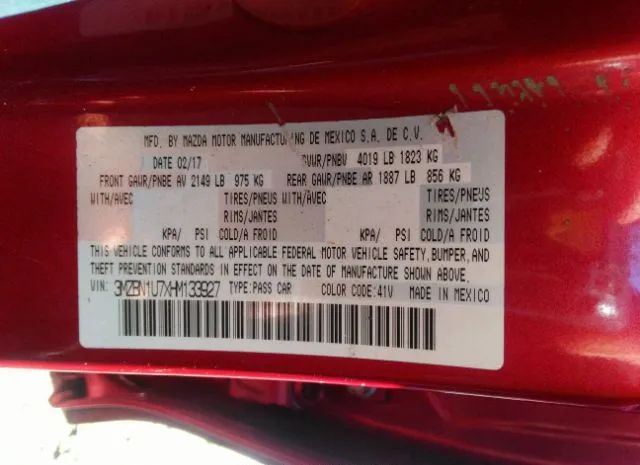 MFD. BY MAZDA MOTOR MANUFACTURING DE MEXICO S.A. DE C.V.
DATE 02/17 GVWR/PNBV 4019 LB 1823 KG
FRONT GAWR/PNBE AV 2149 LB 975 KG REAR GAWR/PNBE AR 1887 LB 856 KG
WITH/AVEC TIRES/PNEUS WITH/AVEC TIRES/PNEUS
RIMS/JANTES RIMS/JANTES
KPA/ PSI COLD/A FROID KPA/ PSI COLD/A FROID
THIS VEHICLE CONFORMS TO ALL APPLICABLE FEDERAL MOTOR VEHICLE SAFETY, BUMPER, AND
THEFT PREVENTION STANDARDS IN EFFECT ON THE DATE OF MANUFACTURE SHOWN ABOVE.
VIN: 3MZBN1U7XHM133927 TYPE: PASS CAR COLOR CODE: 41V MADE IN MEXICO